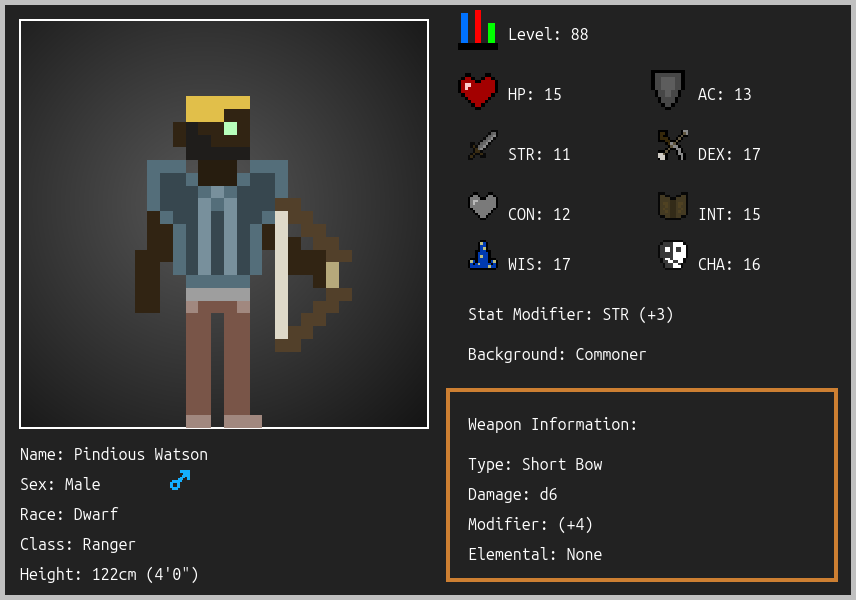 Level: 88
HP: 15
AC: 13
STR: 11
DEX: 17
CON: 12
INT: 15
WIS: 17
CHA: 16
Stat Modifier: STR (+3)
Background: Commoner
Weapon Information:
Type: Short Bow
Damage: d6
Modifier: (+4)
Elemental: None
Name: Pindious Watson
Sex: Male
Race: Dwarf
Class: Ranger
Height: 122cm (4'0")